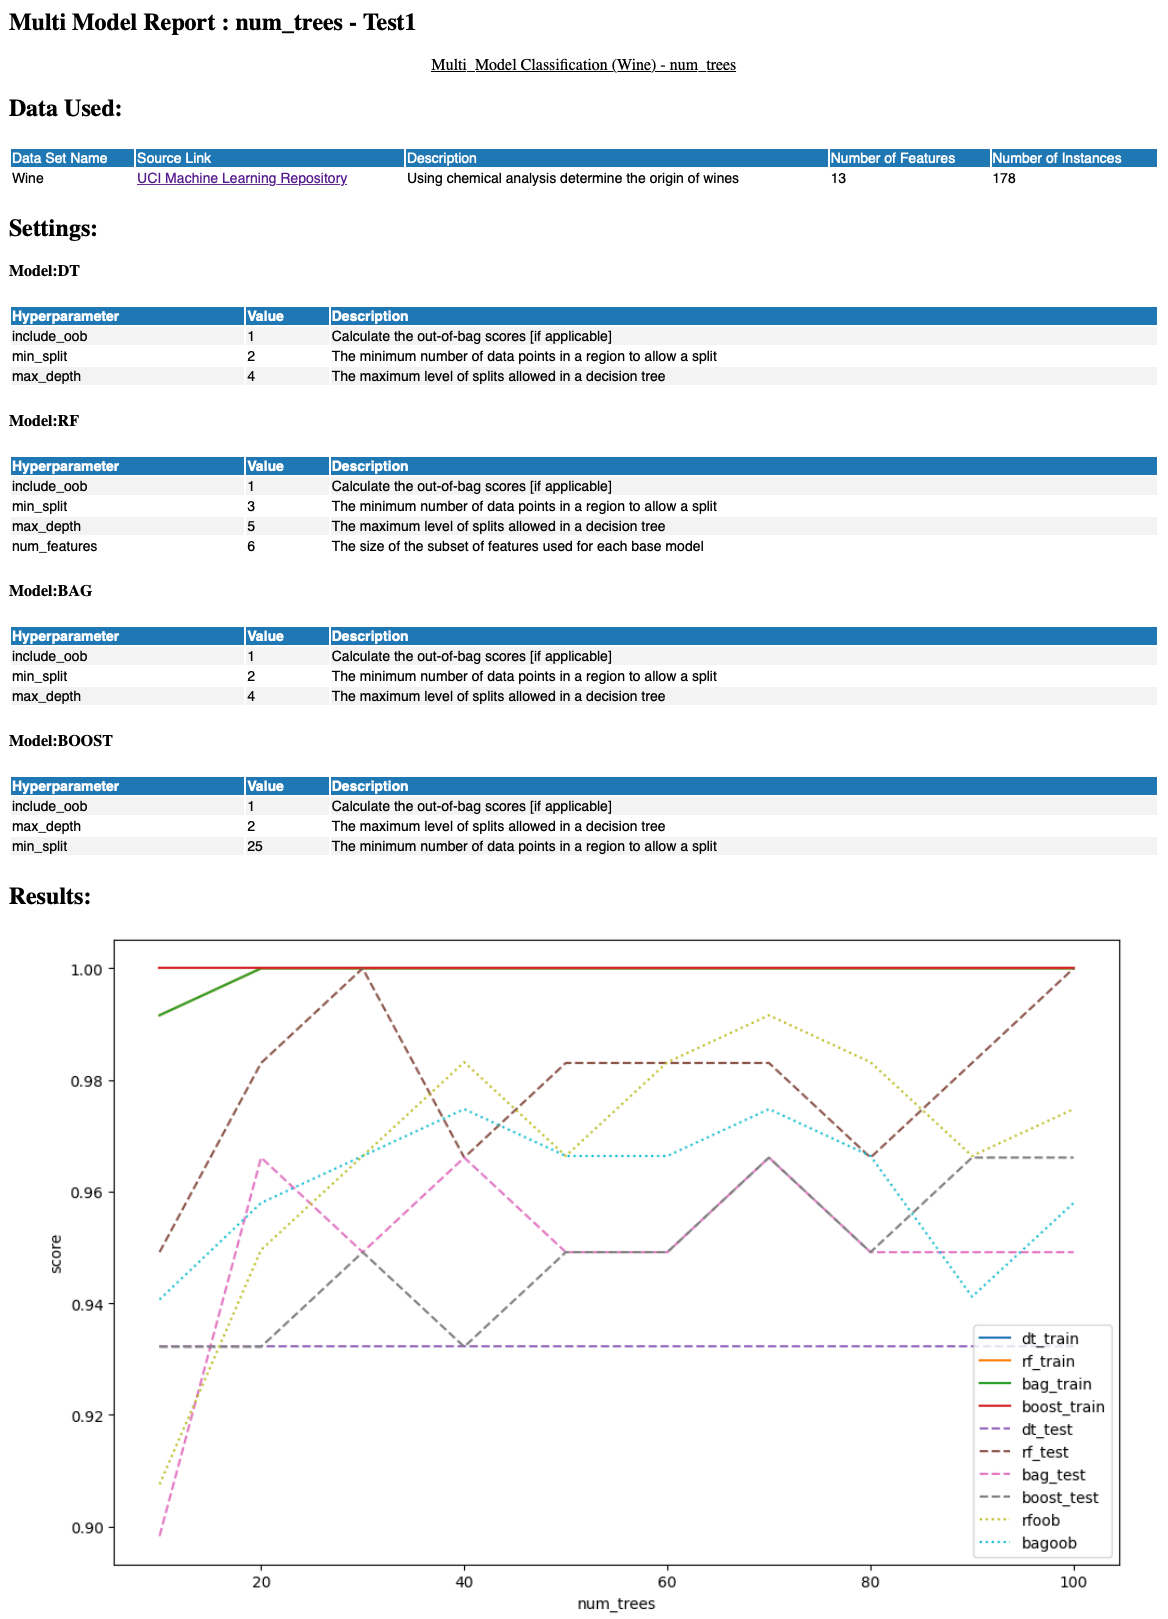 Multi Model Report : num_trees - Test1
Multi_Model Classification (Wine) - num_trees
Data Used:
Data Set Name Source Link Description Number of Features Number of Instances
Wine UCI Machine Learning Repository Using chemical analysis determine the origin of wines 13 178
Settings:
Model:DT
Hyperparameter Value Description
include_oob 1 Calculate the out-of-bag scores [if applicable]
min_split 2 The minimum number of data points in a region to allow a split
max_depth 4 The maximum level of splits allowed in a decision tree
Model:RF
Hyperparameter Value Description
include_oob 1 Calculate the out-of-bag scores [if applicable]
min_split 3 The minimum number of data points in a region to allow a split
max_depth 5 The maximum level of splits allowed in a decision tree
num_features 6 The size of the subset of features used for each base model
Model:BAG
Hyperparameter Value Description
include_oob 1 Calculate the out-of-bag scores [if applicable]
min_split 2 The minimum number of data points in a region to allow a split
max_depth 4 The maximum level of splits allowed in a decision tree
Model:BOOST
Hyperparameter Value Description
include_oob 1 Calculate the out-of-bag scores [if applicable]
max_depth 2 The maximum level of splits allowed in a decision tree
min_split 25 The minimum number of data points in a region to allow a split
Results:
1.00
0.98
0.96
0.94
0.92
0.90
score
dt_train
rf_train
bag_train
boost_train
dt_test
rf_test
bag_test
boost_test
rfoob
bagoob
20 40 60 80 100
num_trees